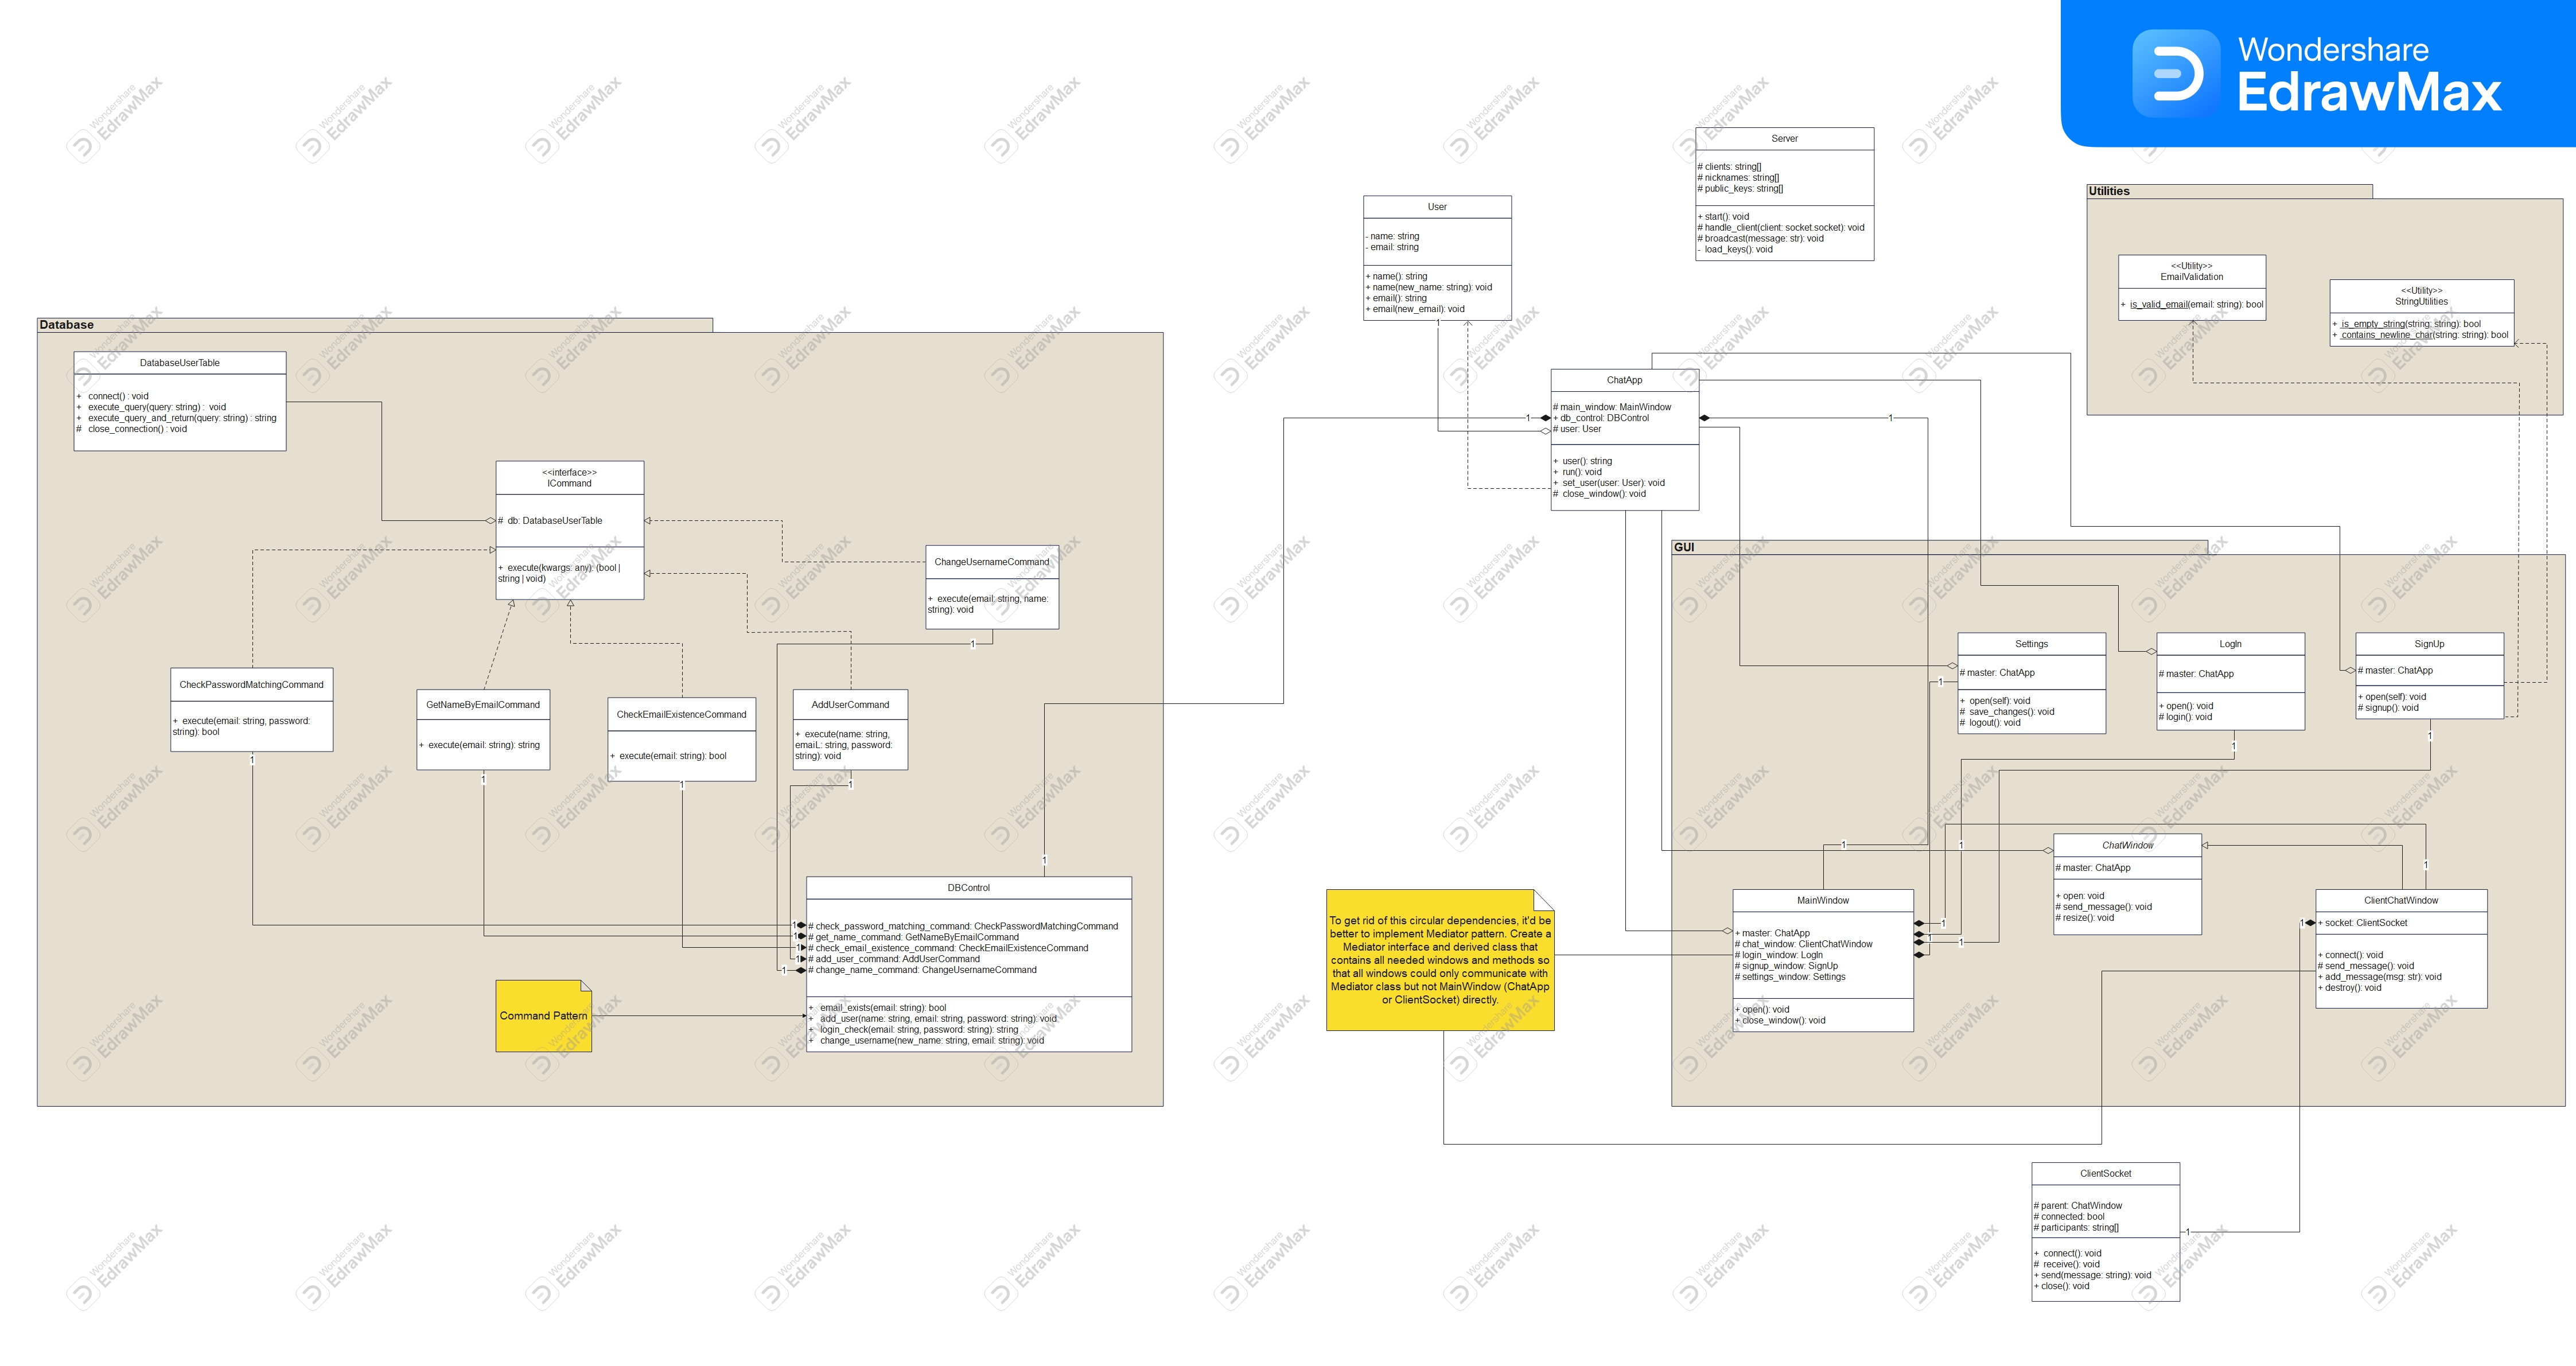 Wondershare
EdrawMax
Server
# clients: string[]
# nicknames: string[]
# public_keys: string[]
+ start(): void
# handle_client(client: socket.socket): void
# broadcast(message: str): void
- load_keys(): void
User
- name: string
- email: string
+ name(): string
+ name(new_name: string): void
+ email(): string
+ email(new_email): void
1
Utilities
<<Utility>>
EmailValidation
+ is_valid_email(email: string): bool
<<Utility>>
StringUtilities
+ is_empty_string(string: string): bool
+ contains_newline_char(string: string): bool
Database
DatabaseUserTable
+ connect() : void
+ execute_query(query: string) : void
+ execute_query_and_return(query: string) : string
# close_connection() : void
<<interface>>
ICommand
# db: DatabaseUserTable
+ execute(kwargs: any): (bool |
string | void)
ChangeUsernameCommand
+ execute(email: string, name:
string): void
1
CheckPasswordMatchingCommand
+ execute(email: string, password:
string): bool
1
GetNameByEmailCommand
+ execute(email: string): string
1
CheckEmailExistenceCommand
+ execute(email: string): bool
1
AddUserCommand
+ execute(name: string,
emaiL: string, password:
string): void
1
1
DBControl
1
# check_password_matching_command: CheckPasswordMatchingCommand
1
# get_name_command: GetNameByEmailCommand
1
# check_email_existence_command: CheckEmailExistenceCommand
1
# add_user_command: AddUserCommand
1
# change_name_command: ChangeUsernameCommand
+ email_exists(email: string): bool
+ add_user(name: string, email: string, password: string): void
+ login_check(email: string, password: string): string
+ change_username(new_name: string, email: string): void
Command Pattern
ChatApp
# main_window: MainWindow
1
+ db_control: DBControl
1
# user: User
+ user(): string
+ run(): void
+ set_user(user: User): void
# close_window(): void
GUI
Settings
# master: ChatApp
1
+ open(self): void
# save_changes(): void
# logout(): void
LogIn
# master: ChatApp
+ open(): void
# login(): void
1
SignUp
# master: ChatApp
+ open(self): void
# signup(): void
1
1
1
ChatWindow
# master: ChatApp
+ open: void
# send_message(): void
# resize(): void
1
To get rid of this circular dependencies, it'd be
better to implement Mediator pattern. Create a
Mediator interface and derived class that
contains all needed windows and methods so
that all windows could only communicate with
Mediator class but not MainWindow (ChatApp
or ClientSocket) directly.
MainWindow
+ master: ChatApp
# chat_window: ClientChatWindow
# login_window: LogIn
# signup_window: SignUp
# settings_window: Settings
+ open(): void
+ close_window(): void
1
1
1
ClientChatWindow
1
+ socket: ClientSocket
+ connect(): void
# send_message(): void
+ add_message(msg: str): void
+ destroy(): void
ClientSocket
# parent: ChatWindow
# connected: bool
# participants: string[]
1
+ connect(): void
# receive(): void
+ send(message: string): void
+ close(): void